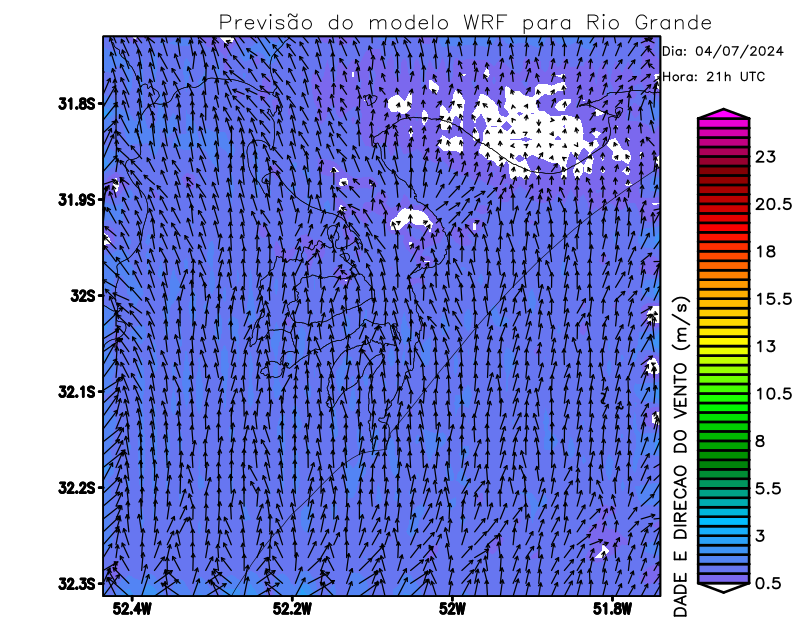 Previsão do modelo WRF para Rio Grande
Dia: 04/07/2024
Hora: 21h UTC
31.8S
31.9S
32S
32.1S
32.2S
32.3S
52.4W
52.2W
52W
51.8W
DADE E DIRECAO DO VENTO (m/s)
23
20.5
18
15.5
13
10.5
8
5.5
3
0.5